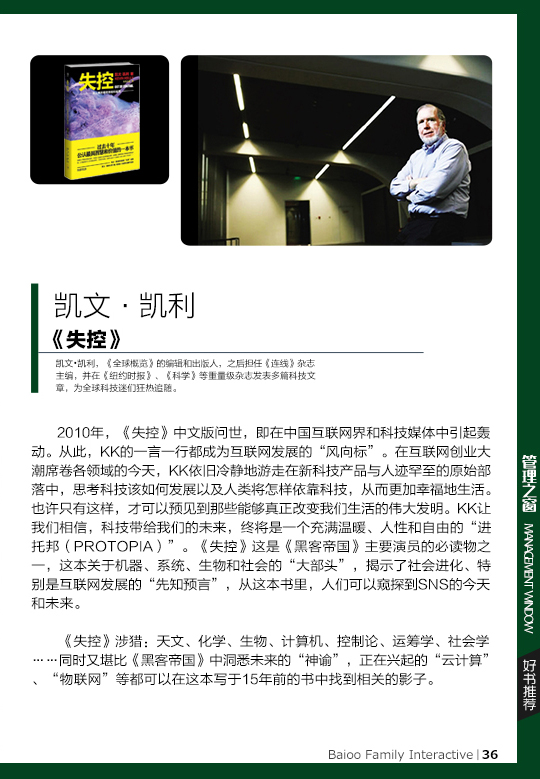 失控
过去十年
凯文·凯利
《失控》
凯文•凯利，《全球概览》的编辑和出版人，之后担任《连线》杂志
主编，并在《纽约时报》、《科学》等重量级杂志发表多篇科技文
章，为全球科技迷们狂热追随。
2010年，《失控》中文版问世，即在中国互联网界和科技媒体中引起轰
动。从此，KK的一言一行都成为互联网发展的“风向标”。在互联网创业大
潮席卷各领域的今天，KK依旧冷静地游走在新科技产品与人迹罕至的原始部
落中，思考科技该如何发展以及人类将怎样依靠科技，从而更加幸福地生活。
也许只有这样，才可以预见到那些能够真正改变我们生活的伟大发明。KK让
我们相信，科技带给我们的未来，终将是一个充满温暖、人性和自由的“进
托邦（PROTOPIA）”。《失控》这是《黑客帝国》主要演员的必读物之
一，这本关于机器、系统、生物和社会的“大部头”，揭示了社会进化、特
别是互联网发展的“先知预言”，从这本书里，人们可以窥探到SNS的今天
和未来。
《失控》涉猎：天文、化学、生物、计算机、控制论、运筹学、社会学
……同时又堪比《黑客帝国》中洞悉未来的“神谕”，正在兴起的“云计算”
、“物联网”等都可以在这本写于15年前的书中找到相关的影子。
管理之窗 MANAGEMENT WINDOW
好书推荐
Baioo Family Interactive | 36